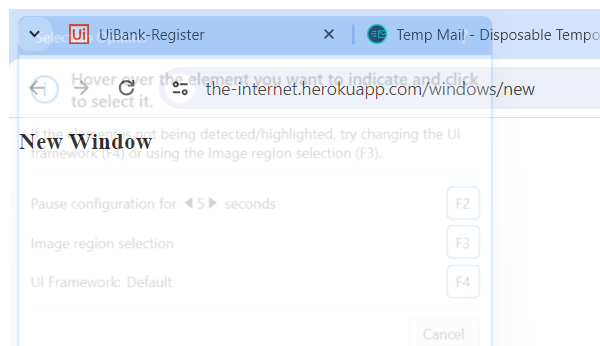 Ui UiBank-Register Temp Mail - Disposable Tempo
Selection Options
Hover over the element you want to indicate and click
to select it.
the-internet.herokuapp.com/windows/new
If the element is not being detected/highlighted, try changing the UI
framework (F4) or using the Image region selection (F3).
New Window
Pause configuration for 5 seconds F2
Image region selection F3
UI Framework: Default F4
Cancel